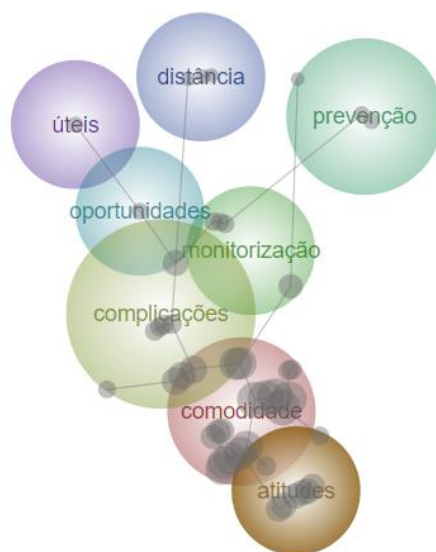 distância
úteis
prevenção
oportunidades
monitorização
complicações
comodidade
atitudes